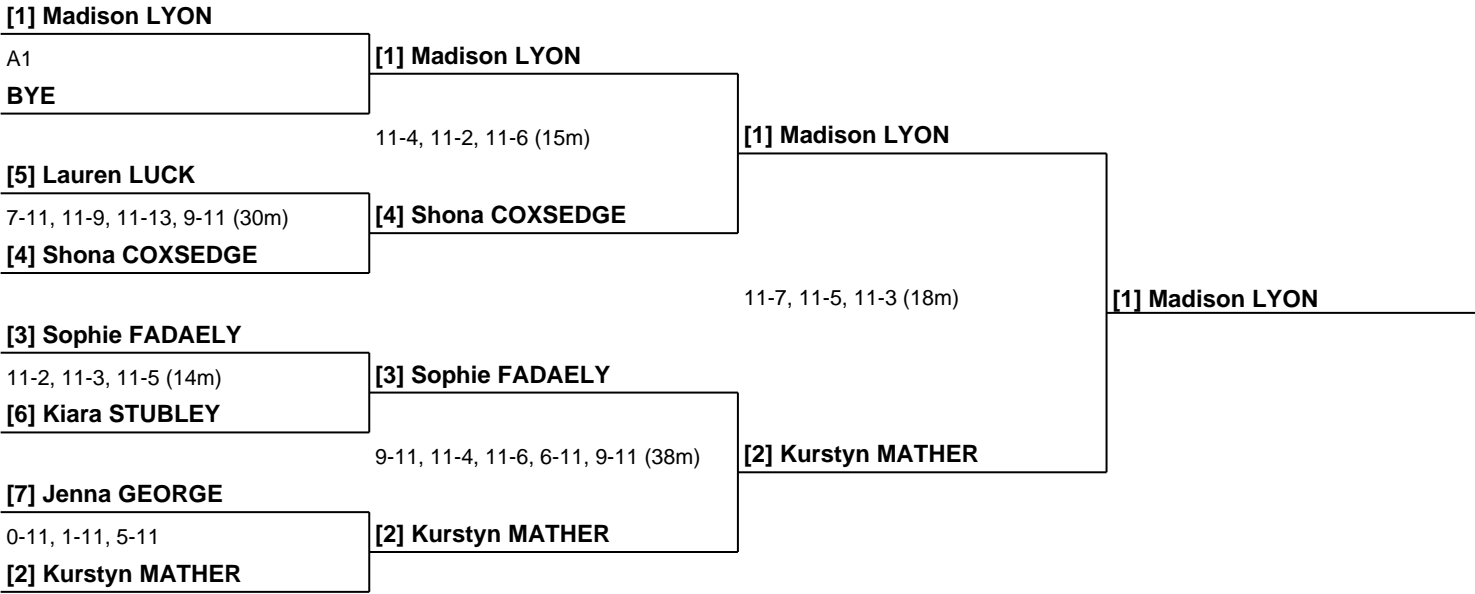 [1] Madison LYON
A1
BYE
[5] Lauren LUCK
7-11, 11-9, 11-13, 9-11 (30m)
[4] Shona COXSEDGE
[3] Sophie FADAELY
11-2, 11-3, 11-5 (14m)
[6] Kiara STUBLEY
[7] Jenna GEORGE
0-11, 1-11, 5-11
[2] Kurstyn MATHER
[1] Madison LYON
11-4, 11-2, 11-6 (15m)
[4] Shona COXSEDGE
[3] Sophie FADAELY
9-11, 11-4, 11-6, 6-11, 9-11 (38m)
[2] Kurstyn MATHER
[1] Madison LYON
11-7, 11-5, 11-3 (18m)
[2] Kurstyn MATHER
[1] Madison LYON